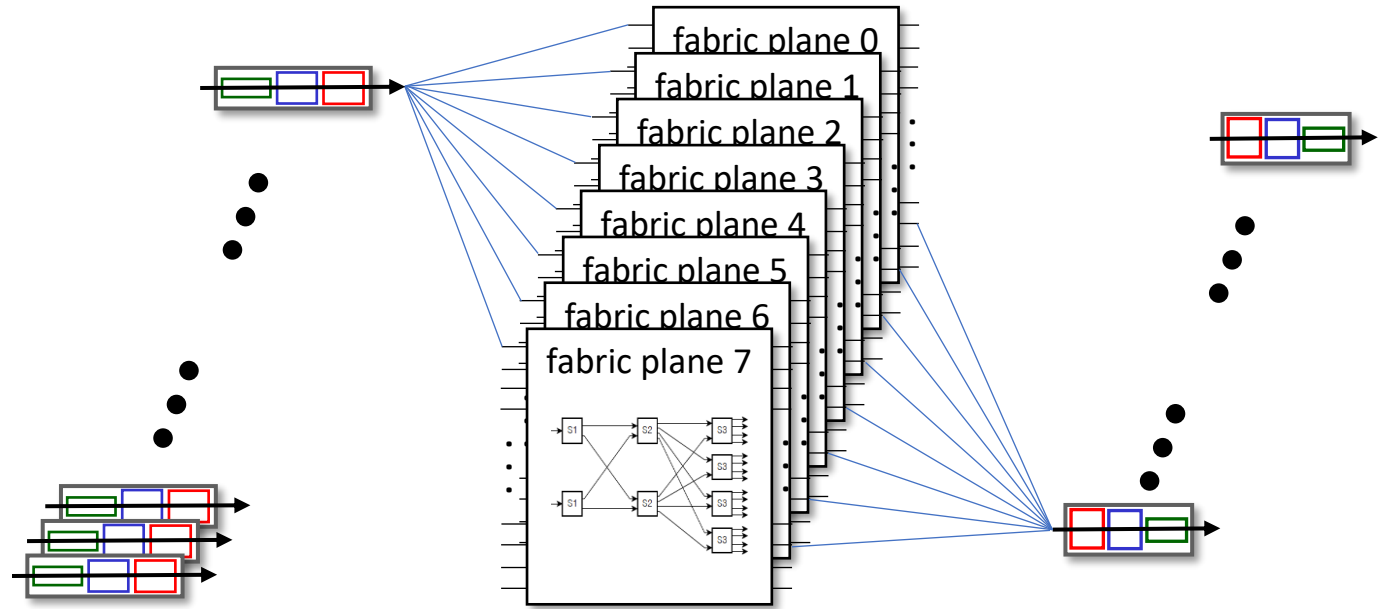 fabric plane 0
fabric plane 1
fabric plane 2
fabric plane 3
fabric plane 4
fabric plane 5
fabric plane 6
fabric plane 7
S1 S2 S3
S3
S1 S2 S3
S3